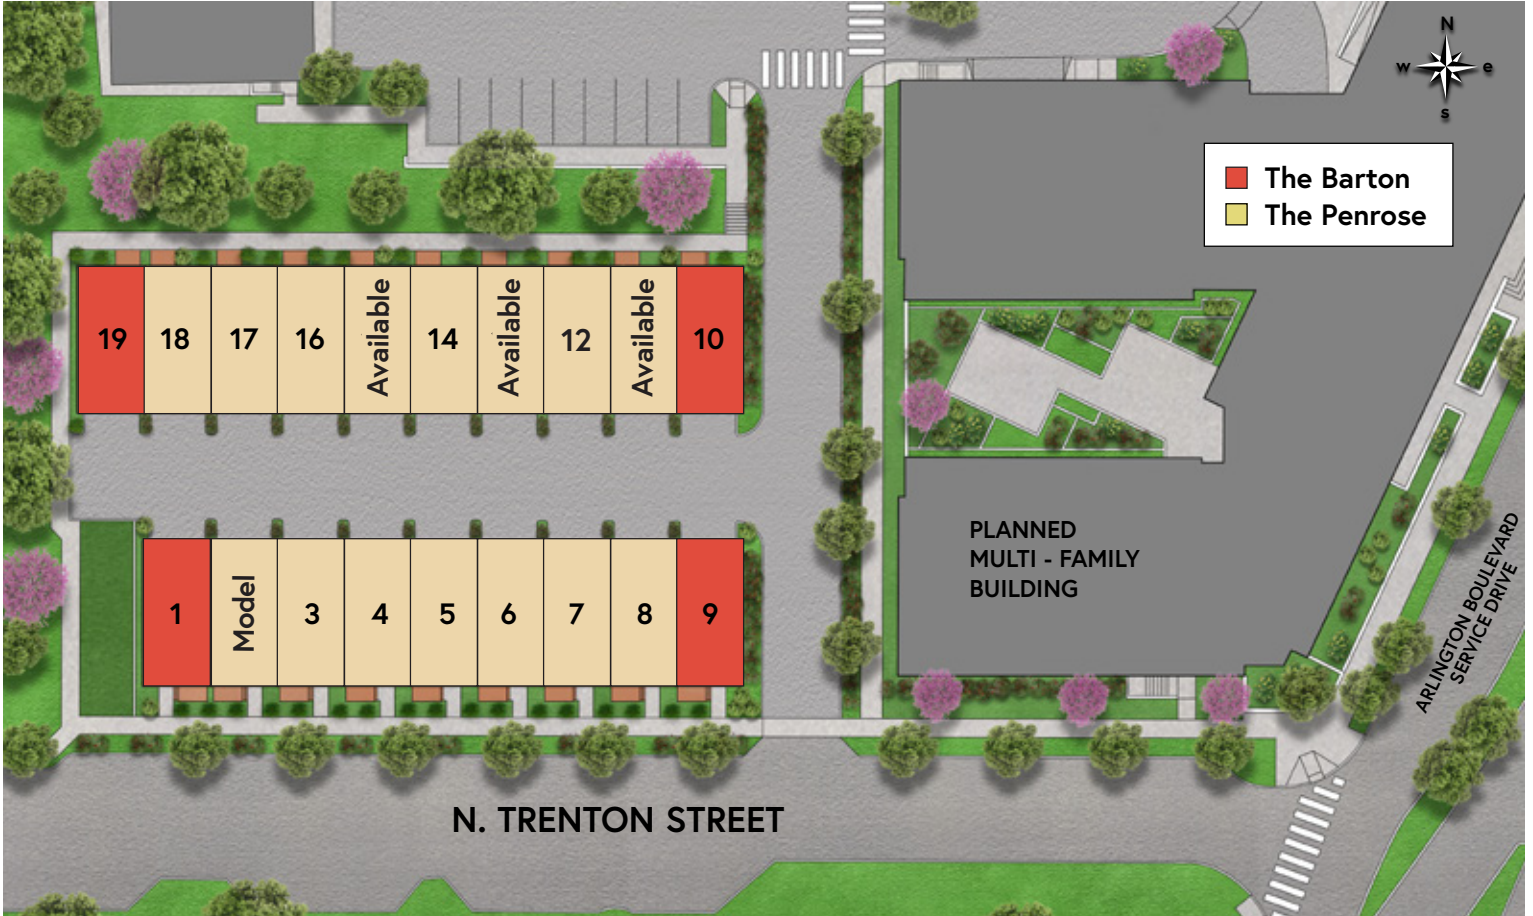 N
w
e
s
The Barton
The Penrose
19
18
17
16
Available
14
Available
12
Available
10
PLANNED
MULTI - FAMILY
BUILDING
1
Model
3
4
5
6
7
8
9
ARLINGTON BOULEVARD
SERVICE DRIVE
N. TRENTON STREET